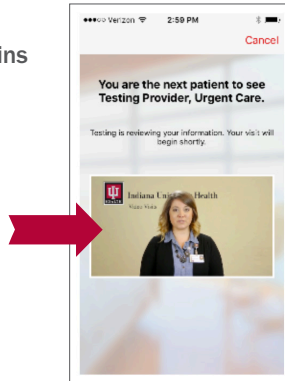 ins
Verizon 2:59 PM
Cancel
You are the next patient to see
Testing Provider, Urgent Care.
Testing is reviewing your information. Your visit will
begin shortly.
Indiana University Health